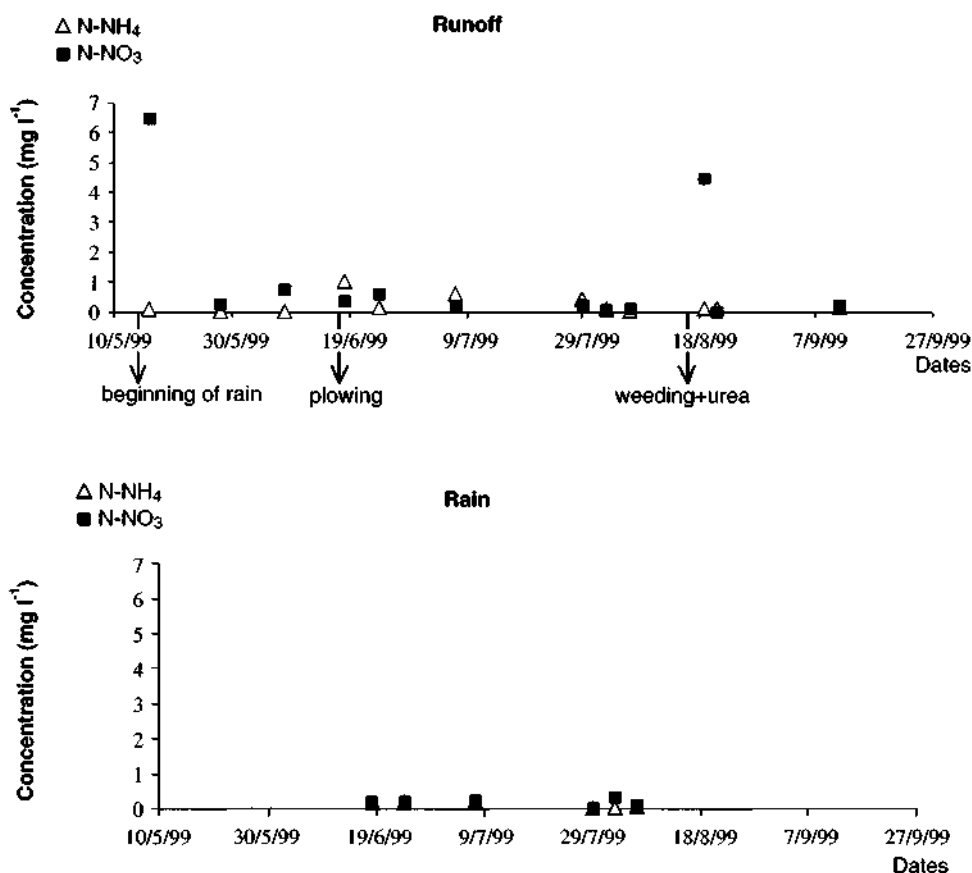 Runoff
△ N-NH₄
■ N-NO₃
Concentration (mg l⁻¹)
7
6
5
4
3
2
1
0
10/5/99 30/5/99 19/6/99 9/7/99 29/7/99 18/8/99 7/9/99 27/9/99
Dates
beginning of rain plowing weeding+urea
Rain
△ N-NH₄
■ N-NO₃
Concentration (mg l⁻¹)
7
6
5
4
3
2
1
0
10/5/99 30/5/99 19/6/99 9/7/99 29/7/99 18/8/99 7/9/99 27/9/99
Dates